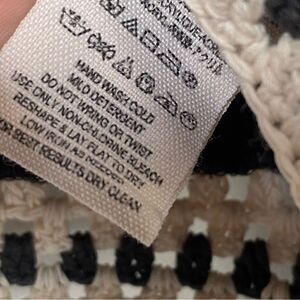 HAND WASH COLD
MILD DETERGENT
DO NOT WRING OR TWIST
USE ONLY NON-CHLORINE BLEACH
RESHAPE & LAY FLAT TO DRY
LOW IRON AS NEEDED
FOR BEST RESULTS DRY CLEAN